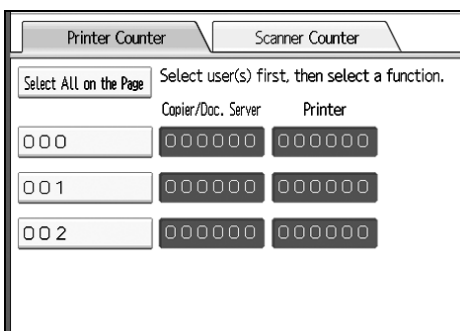 Printer Counter Scanner Counter
Select All on the Page Select user(s) first, then select a function.
Copier/Doc. Server Printer
000 000000 000000
001 000000 000000
002 000000 000000